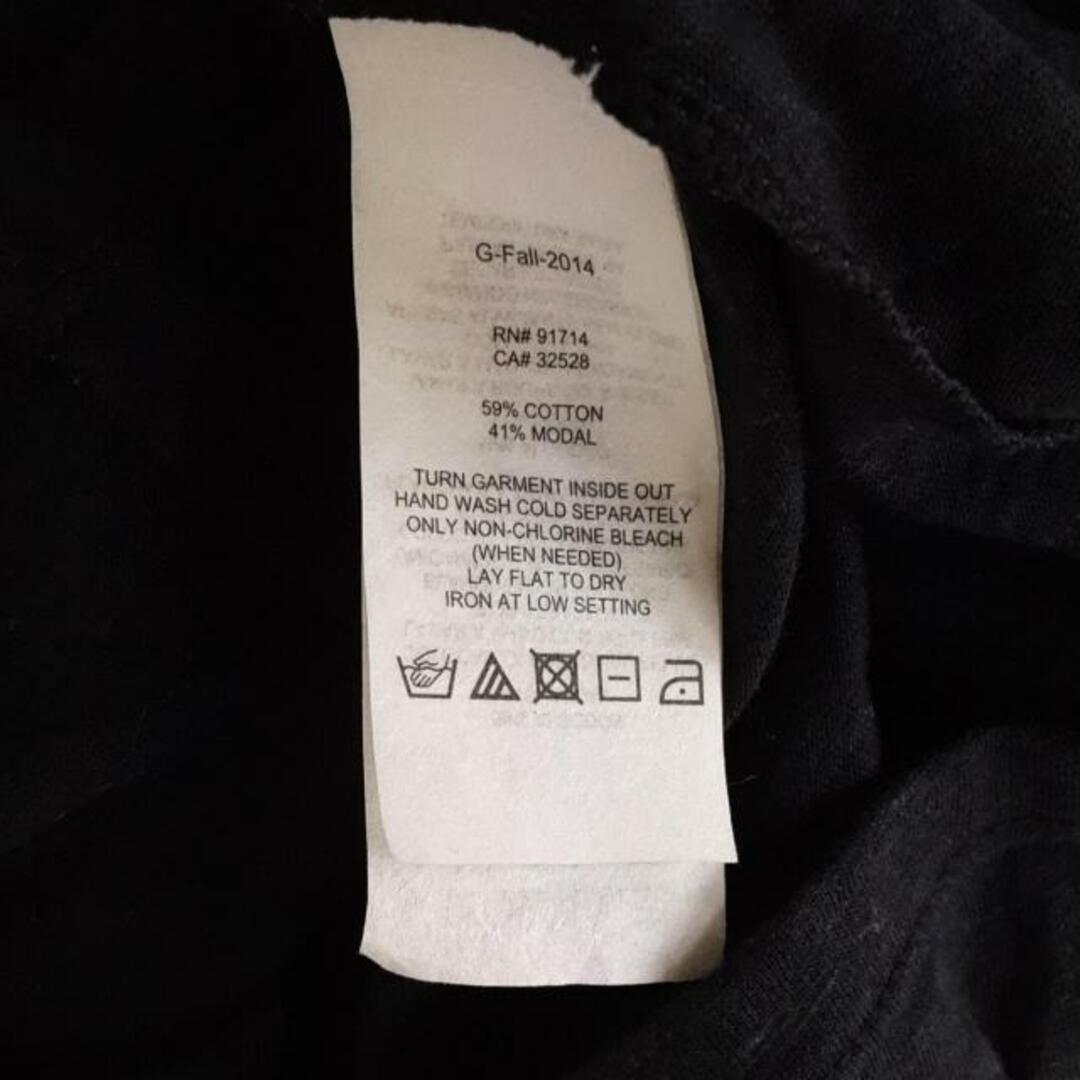 G-Fall-2014
RN# 91714
CA# 32528
59% COTTON
41% MODAL
TURN GARMENT INSIDE OUT
HAND WASH COLD SEPARATELY
ONLY NON-CHLORINE BLEACH
(WHEN NEEDED)
LAY FLAT TO DRY
IRON AT LOW SETTING